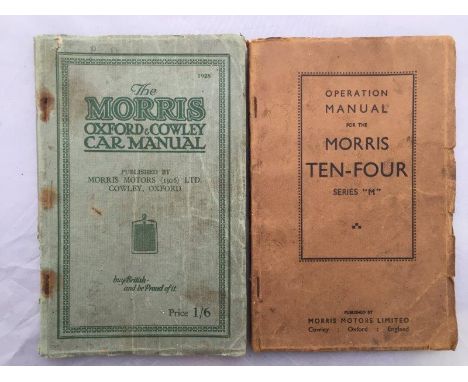 1928
The
MORRIS
OXFORD & COWLEY
CAR MANUAL
PUBLISHED BY
MORRIS MOTORS (1926) LTD.
COWLEY, OXFORD
buy British-
and be Proud of it
Price 1/6
OPERATION
MANUAL
FOR THE
MORRIS
TEN-FOUR
SERIES "M"
PUBLISHED BY
MORRIS MOTORS LIMITED
Cowley : Oxford : England